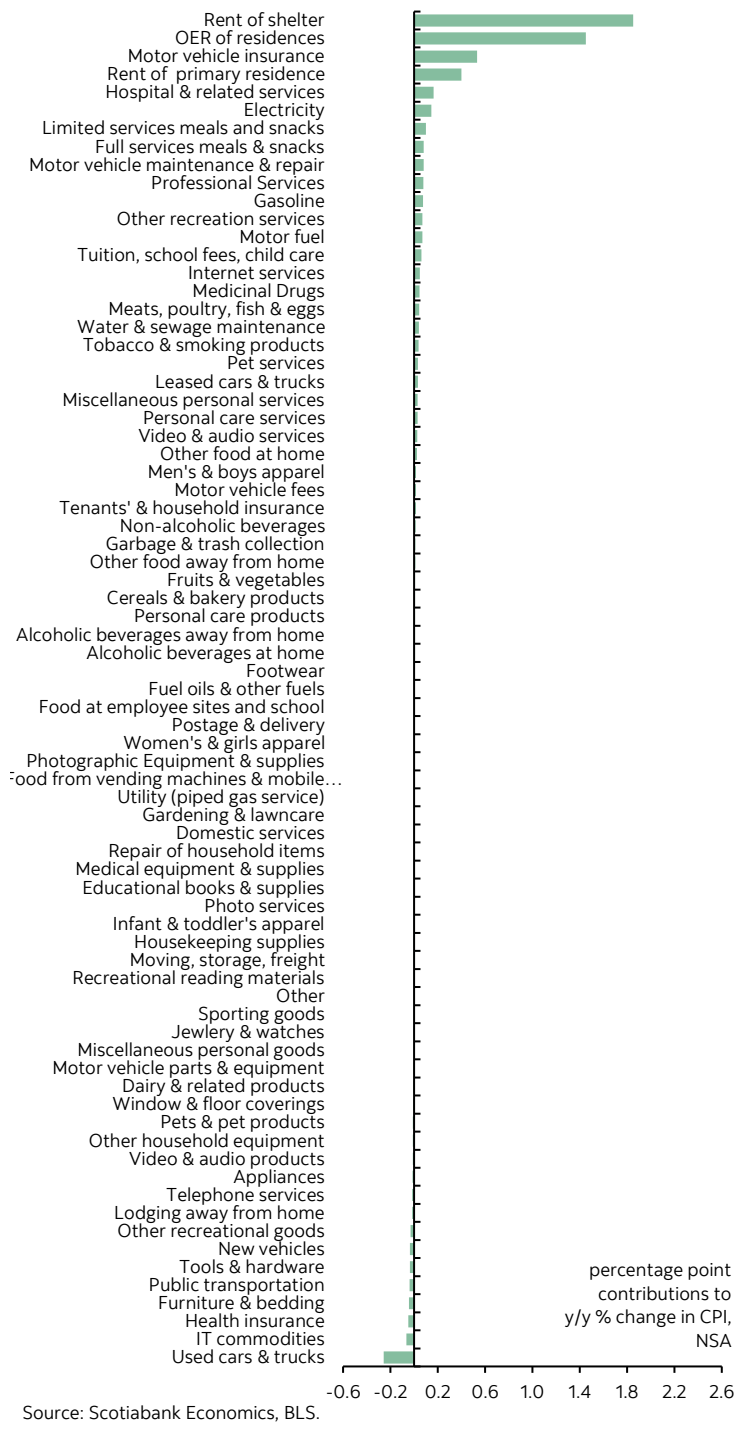 Rent of shelter
OER of residences
Motor vehicle insurance
Rent of  primary residence
Hospital & related services
Electricity
Limited services meals and snacks
Full services meals & snacks
Motor vehicle maintenance & repair
Professional Services
Gasoline
Other recreation services
Motor fuel
Tuition, school fees, child care
Internet services
Medicinal Drugs
Meats, poultry, fish & eggs
Water & sewage maintenance
Tobacco & smoking products
Pet services
Leased cars & trucks
Miscellaneous personal services
Personal care services
Video & audio services
Other food at home
Men's & boys apparel
Motor vehicle fees
Tenants' & household insurance
Non-alcoholic beverages
Garbage & trash collection
Other food away from home
Fruits & vegetables
Cereals & bakery products
Personal care products
Alcoholic beverages away from home
Alcoholic beverages at home
Footwear
Fuel oils & other fuels
Food at employee sites and school
Postage & delivery
Women's & girls apparel
Photographic Equipment & supplies
Food from vending machines & mobile…
Utility (piped gas service)
Gardening & lawncare
Domestic services
Repair of household items
Medical equipment & supplies
Educational books & supplies
Photo services
Infant & toddler's apparel
Housekeeping supplies
Moving, storage, freight
Recreational reading materials
Other
Sporting goods
Jewlery & watches
Miscellaneous personal goods
Motor vehicle parts & equipment
Dairy & related products
Window & floor coverings
Pets & pet products
Other household equipment
Video & audio products
Appliances
Telephone services
Lodging away from home
Other recreational goods
New vehicles
Tools & hardware
Public transportation
Furniture & bedding
Health insurance
IT commodities
Used cars & trucks
percentage point
contributions to
y/y % change in CPI,
NSA
-0.6 -0.2 0.2 0.6 1.0 1.4 1.8 2.2 2.6
Source: Scotiabank Economics, BLS.